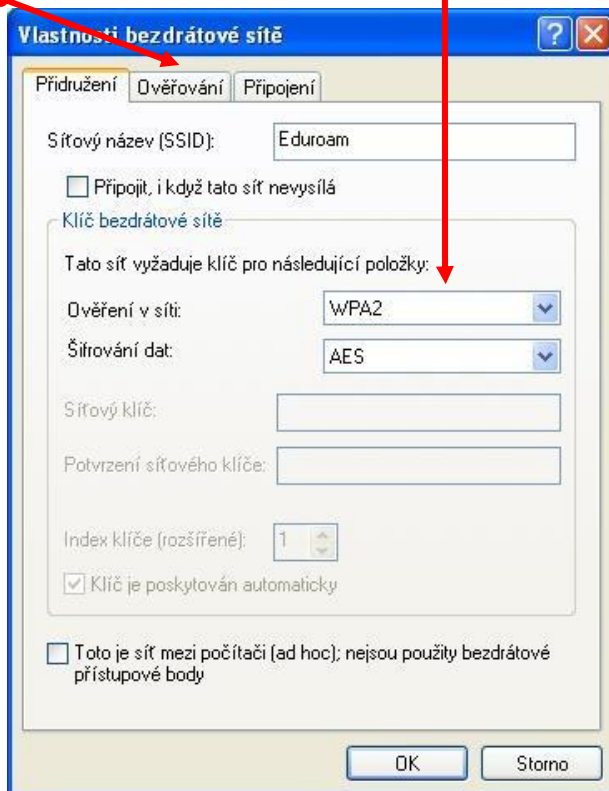 Vlastnosti bezdrátové sítě
Přidružení Ověřování Připojení
Síťový název (SSID): Eduroam
Připojit, i když tato síť nevysílá
Klíč bezdrátové sítě
Tato síť vyžaduje klíč pro následující položky:
Ověření v síti: WPA2
Šifrování dat: AES
Síťový klíč:
Potvrzení síťového klíče:
Index klíče (rozšířené): 1
Klíč je poskytován automaticky
Toto je síť mezi počítači (ad hoc); nejsou použity bezdrátové
přístupové body
OK Storno